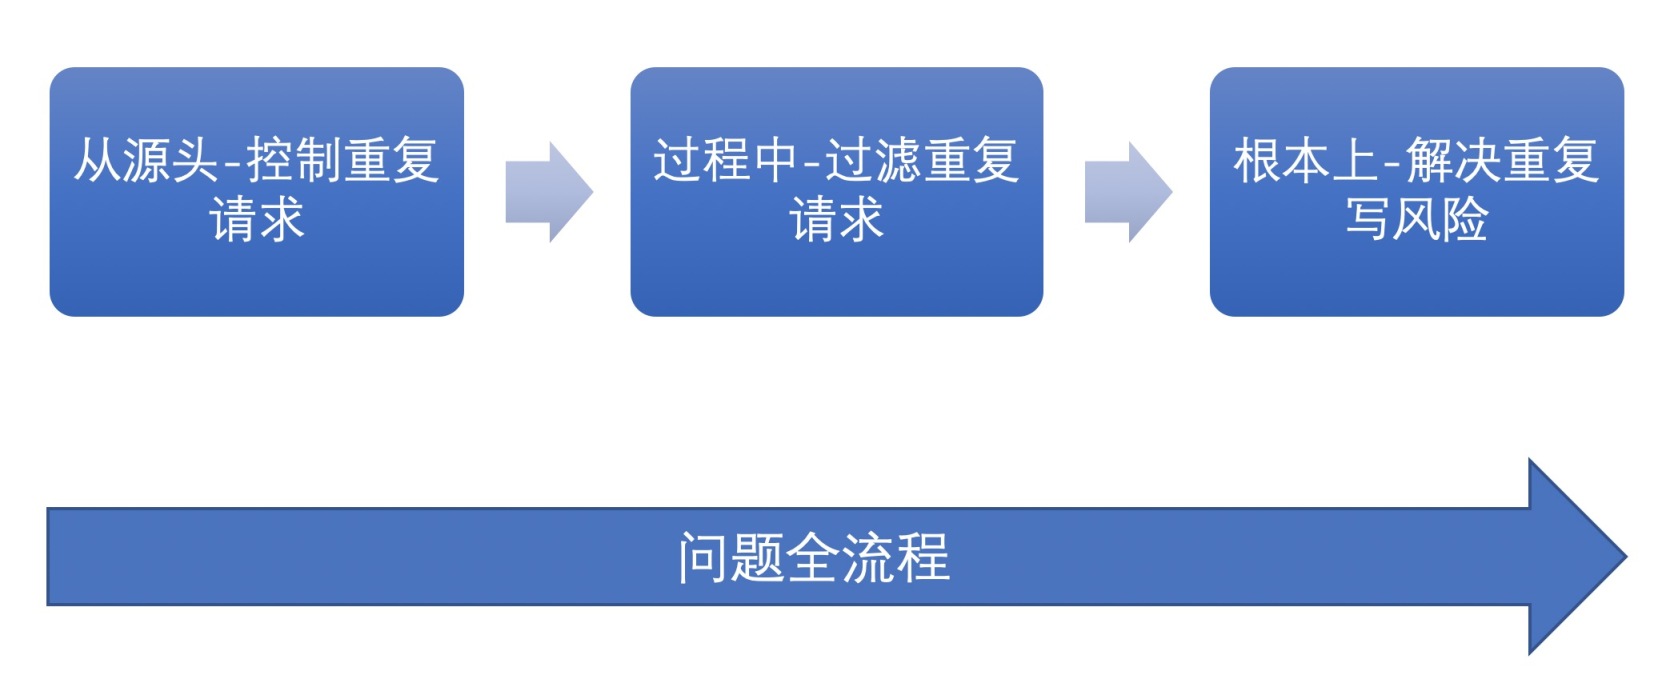 从源头-控制重复
请求
过程中-过滤重复
请求
根本上-解决重复
写风险
问题全流程